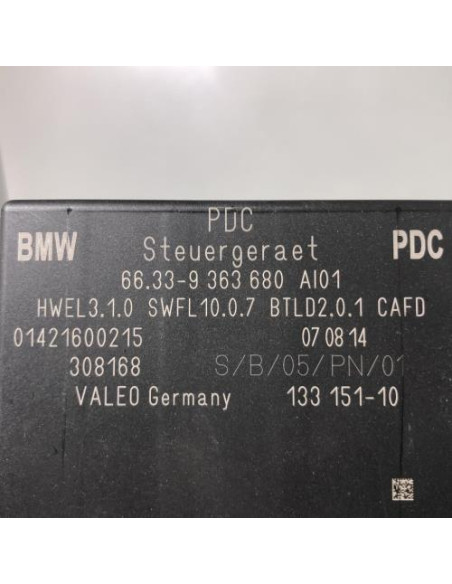 PDC
BMW Steuergeraet PDC
66.33-9 363 680 AI01
HWEL3.1.0 SWFL10.0.7 BTLD2.0.1 CAFD
01421600215 07 08 14
308168 S/B/05/PN/01
VALEO Germany 133 151-10